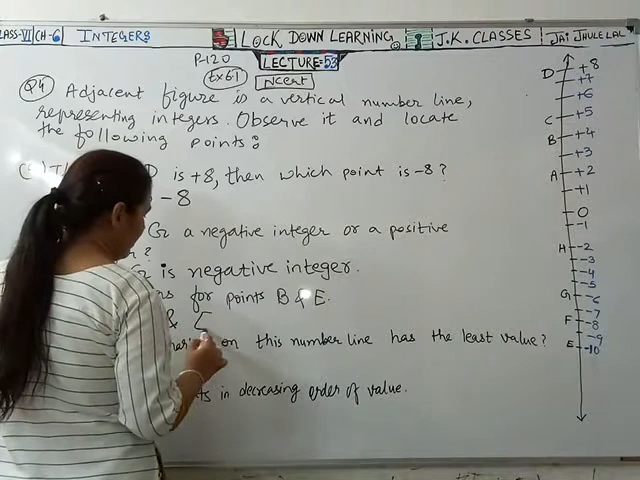 LASS-VI CH-6 INTEGERS LOCK DOWN LEARNING J.K. CLASSES JAI JHULELAL
P-120 LECTURE: 53
Ex 6.1 NCERT
Q4 Adjacent figure is a vertical number line,
representing integers. Observe it and locate
the following points:
D is +8, then which point is -8?
-8
G a negative integer or a positive
?
G is negative integer.
for points B & E.
&
on this number line has the least value?
in decreasing order of value.
D +8
+7
+6
C +5
B +4
+3
A +2
+1
0
-1
H -2
-3
-4
-5
G -6
-7
F -8
-9
E -10